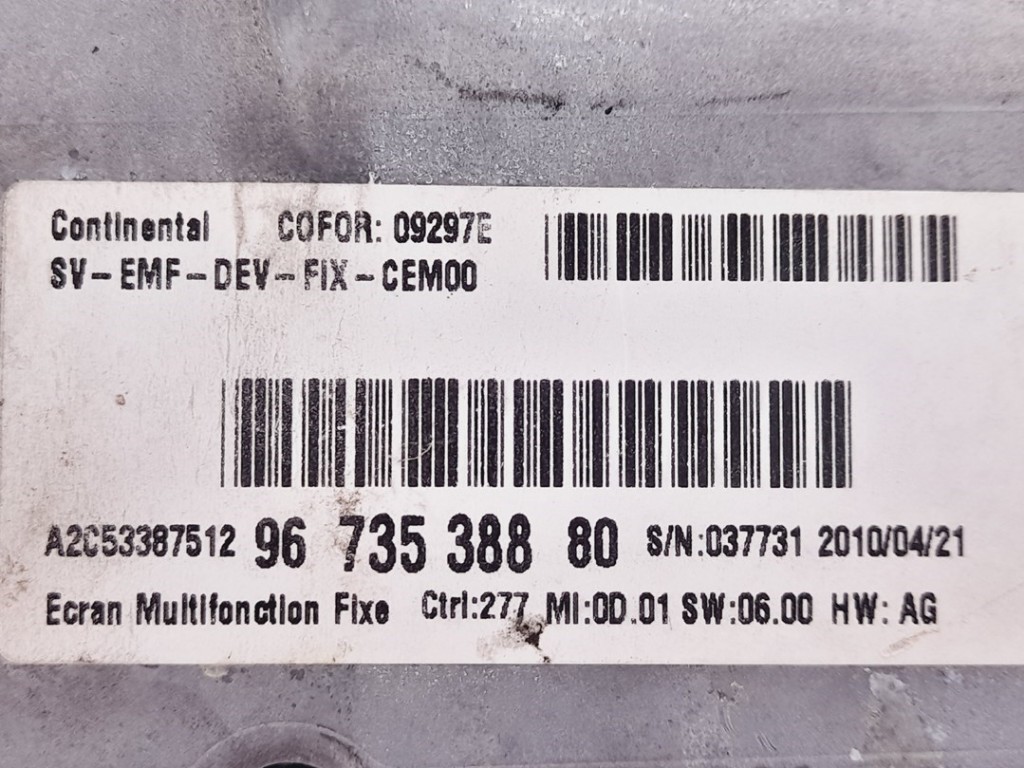 Continental COFOR: 09297E
SV-EMF-DEV-FIX-CEM00
A2C53387512 96 735 388 80 S/N:037731 2010/04/21
Ecran Multifonction Fixe Ctrl:277 MI:0D.01 SW:06.00 HW: AG